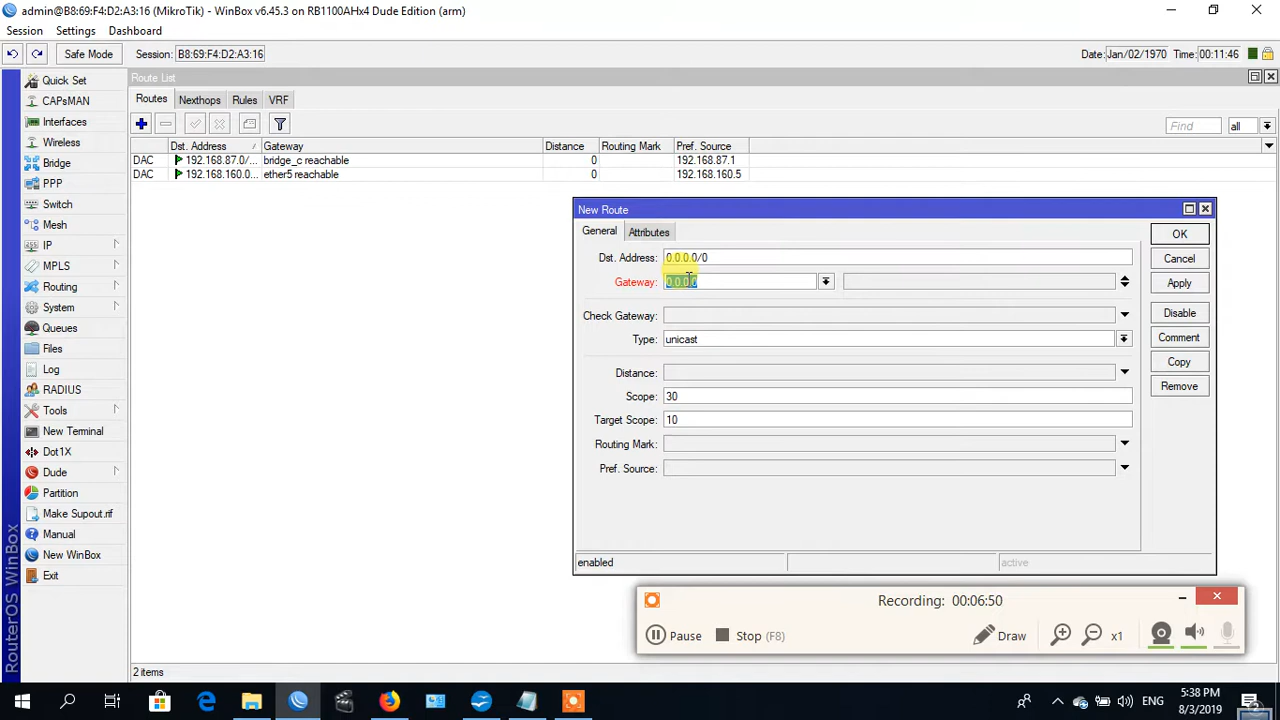 admin@B8:69:F4:D2:A3:16 (MikroTik) - WinBox v6.45.3 on RB1100AHx4 Dude Edition (arm)
Session Settings Dashboard
Safe Mode Session: B8:69:F4:D2:A3:16 Date: Jan/02/1970 Time: 00:11:46
Quick Set
CAPsMAN
Interfaces
Wireless
Bridge
PPP
Switch
Mesh
IP
MPLS
Routing
System
Queues
Files
Log
RADIUS
Tools
New Terminal
Dot1X
Dude
Partition
Make Supout.rif
Manual
New WinBox
Exit
RouterOS WinBox
Route List
Routes Nexthops Rules VRF
Find all
Dst. Address Gateway Distance Routing Mark Pref. Source
DAC 192.168.87.0/... bridge_c reachable 0 192.168.87.1
DAC 192.168.160.0... ether5 reachable 0 192.168.160.5
2 items
New Route
General Attributes
Dst. Address: 0.0.0.0/0
Gateway: 0.0.0.0
Check Gateway:
Type: unicast
Distance:
Scope: 30
Target Scope: 10
Routing Mark:
Pref. Source:
OK
Cancel
Apply
Disable
Comment
Copy
Remove
enabled active
Recording: 00:06:50
Pause Stop (F8) Draw x1
ENG 5:38 PM
8/3/2019
2